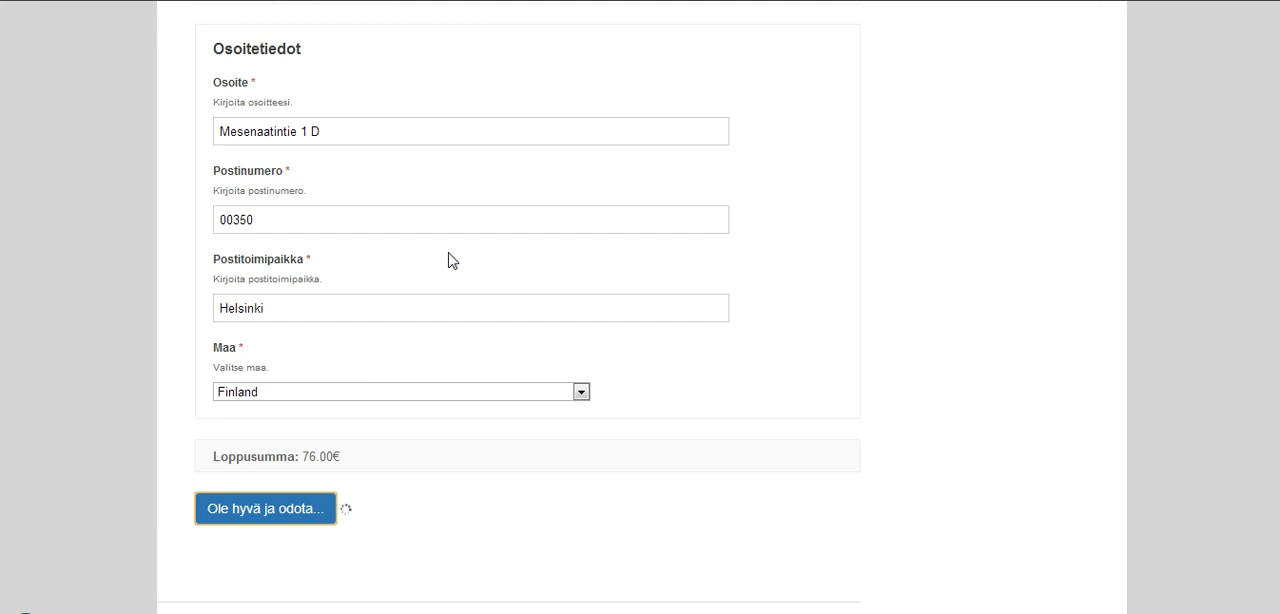 Osoitetiedot
Osoite *
Kirjoita osoitteesi.
Mesenaatintie 1 D
Postinumero *
Kirjoita postinumero.
00350
Postitoimipaikka *
Kirjoita postitoimipaikka.
Helsinki
Maa *
Valitse maa.
Finland
Loppusumma: 76.00€
Ole hyvä ja odota...